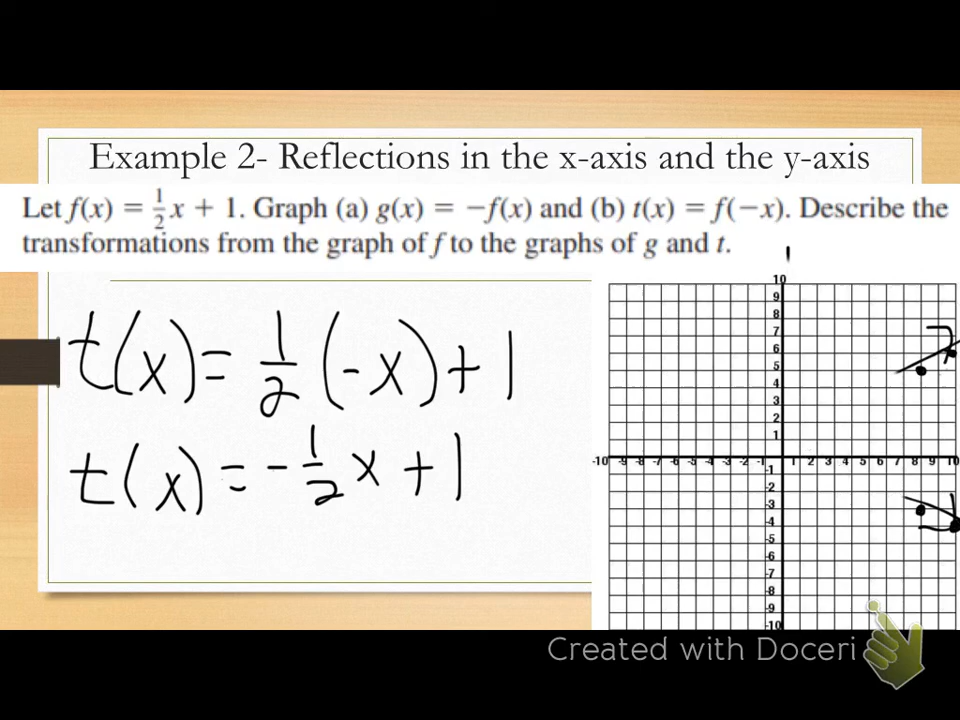 Example 2- Reflections in the x-axis and the y-axis
Let f(x) = ½x + 1. Graph (a) g(x) = −f(x) and (b) t(x) = f(−x). Describe the
transformations from the graph of f to the graphs of g and t.
t(x) = 1/2 (-x) + 1
t(x) = - 1/2 x + 1
10
9
8
7
6
5
4
3
2
1
-10 -9 -8 -7 -6 -5 -4 -3 -2 -1 1 2 3 4 5 6 7 8 9 10
-1
-2
-3
-4
-5
-6
-7
-8
-9
-10
Created with Doceri